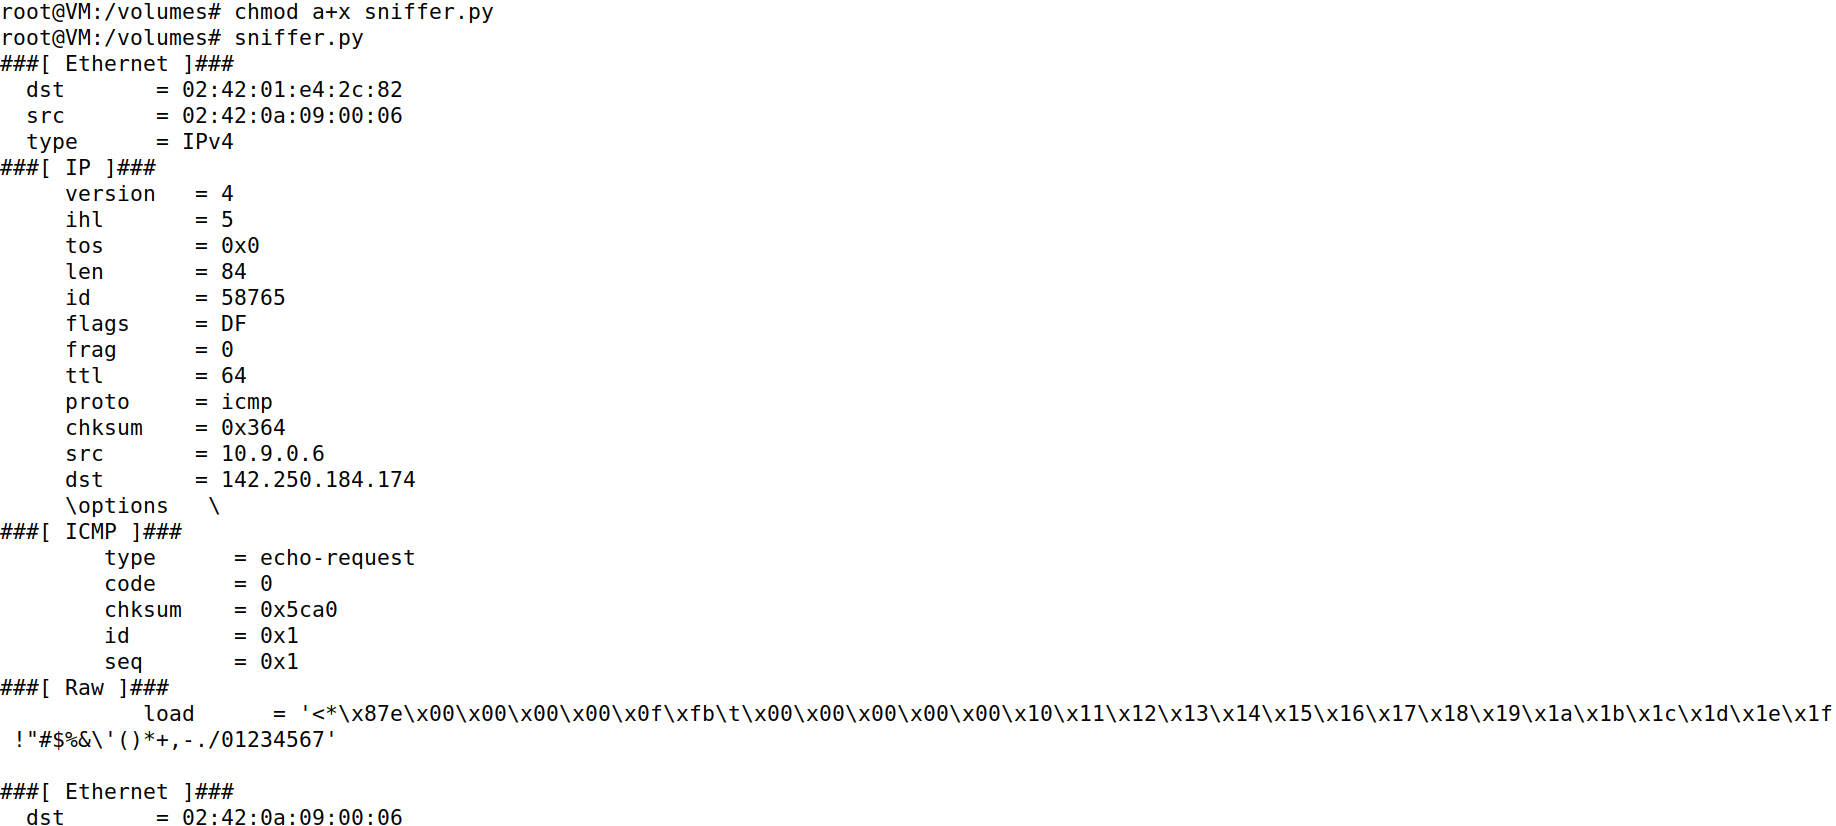 root@VM:/volumes# chmod a+x sniffer.py
root@VM:/volumes# sniffer.py
###[ Ethernet ]###
  dst       = 02:42:01:e4:2c:82
  src       = 02:42:0a:09:00:06
  type      = IPv4
###[ IP ]###
     version   = 4
     ihl       = 5
     tos       = 0x0
     len       = 84
     id        = 58765
     flags     = DF
     frag      = 0
     ttl       = 64
     proto     = icmp
     chksum    = 0x364
     src       = 10.9.0.6
     dst       = 142.250.184.174
     \options   \
###[ ICMP ]###
        type      = echo-request
        code      = 0
        chksum    = 0x5ca0
        id        = 0x1
        seq       = 0x1
###[ Raw ]###
           load      = '<*\x87e\x00\x00\x00\x00\x0f\xfb\t\x00\x00\x00\x00\x00\x10\x11\x12\x13\x14\x15\x16\x17\x18\x19\x1a\x1b\x1c\x1d\x1e\x1f
 !"#$%&\'()*+,-./01234567'
###[ Ethernet ]###
  dst       = 02:42:0a:09:00:06